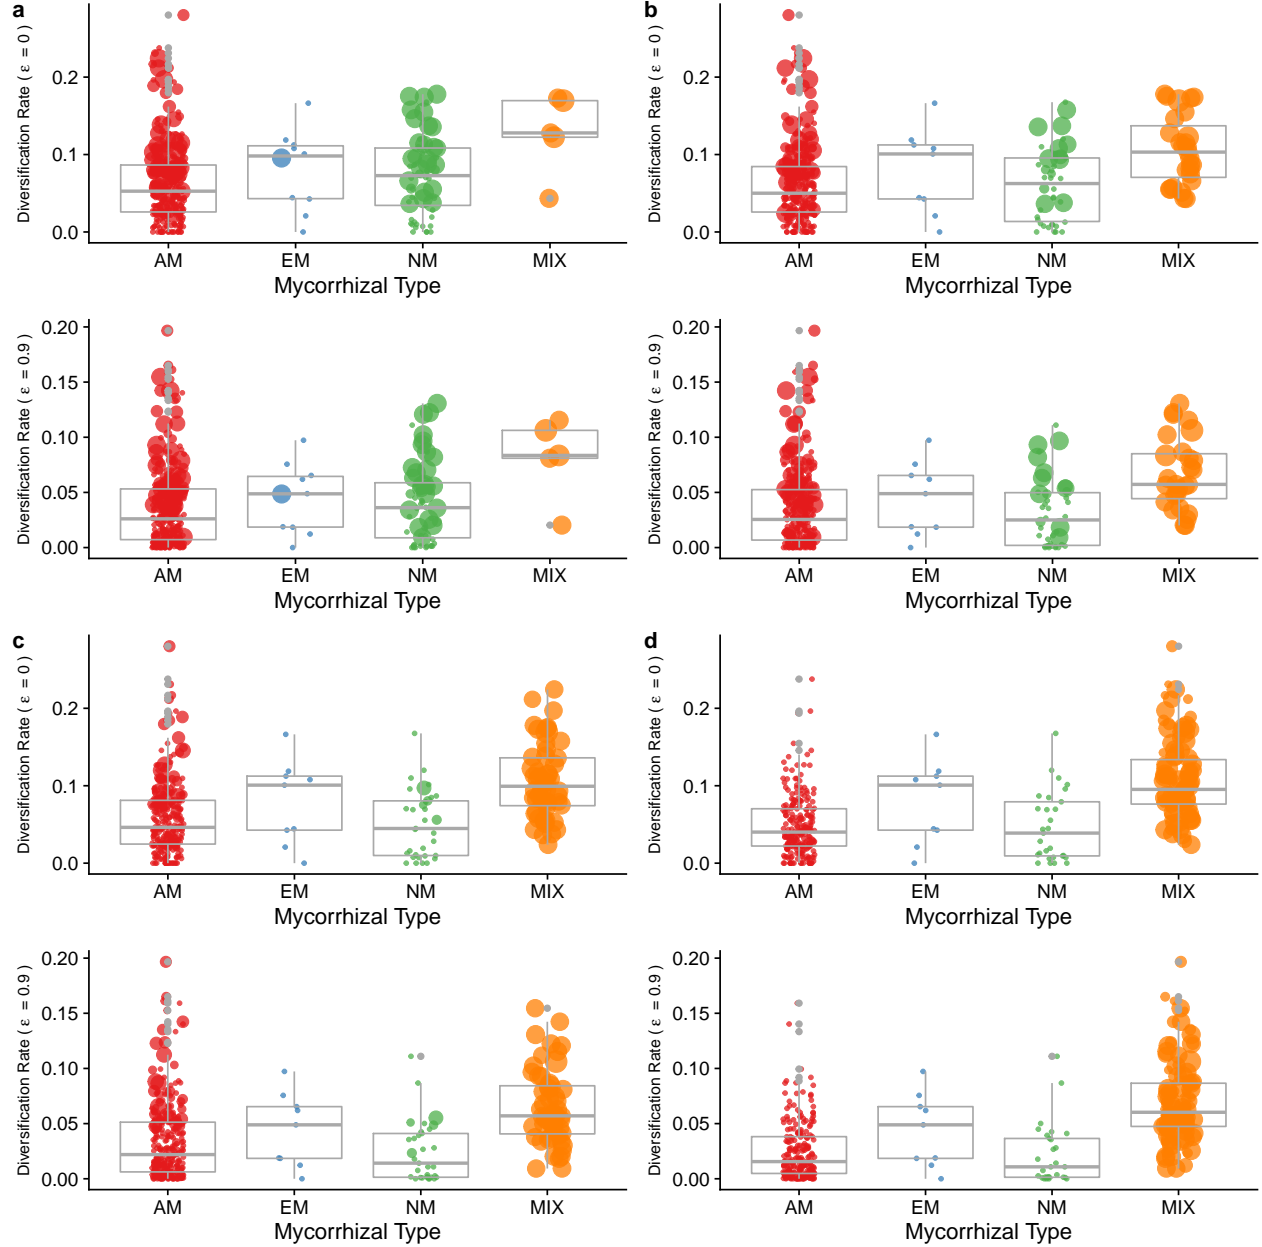 a
Diversification Rate ( ε = 0 )
0.2
0.1
0.0
AM EM NM MIX
Mycorrhizal Type
b
Diversification Rate ( ε = 0 )
0.2
0.1
0.0
AM EM NM MIX
Mycorrhizal Type
Diversification Rate ( ε = 0.9 )
0.20
0.15
0.10
0.05
0.00
AM EM NM MIX
Mycorrhizal Type
Diversification Rate ( ε = 0.9 )
0.20
0.15
0.10
0.05
0.00
AM EM NM MIX
Mycorrhizal Type
c
Diversification Rate ( ε = 0 )
0.2
0.1
0.0
AM EM NM MIX
Mycorrhizal Type
d
Diversification Rate ( ε = 0 )
0.2
0.1
0.0
AM EM NM MIX
Mycorrhizal Type
Diversification Rate ( ε = 0.9 )
0.20
0.15
0.10
0.05
0.00
AM EM NM MIX
Mycorrhizal Type
Diversification Rate ( ε = 0.9 )
0.20
0.15
0.10
0.05
0.00
AM EM NM MIX
Mycorrhizal Type